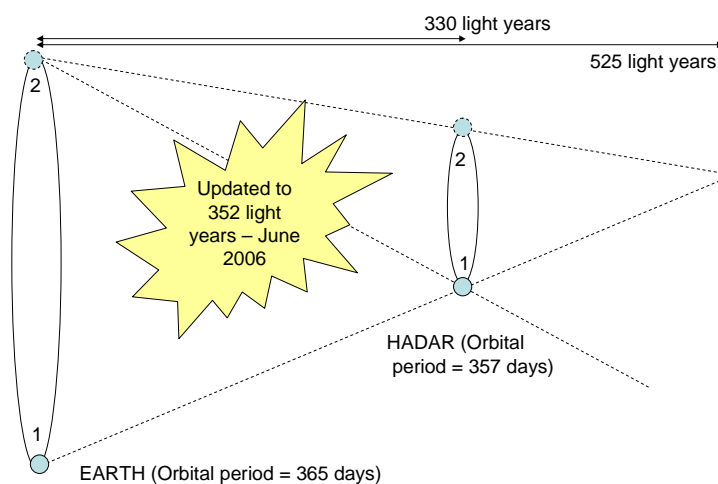 330 light years
525 light years
2
2
Updated to
352 light
years – June
2006
1
HADAR (Orbital
period = 357 days)
1
EARTH (Orbital period = 365 days)